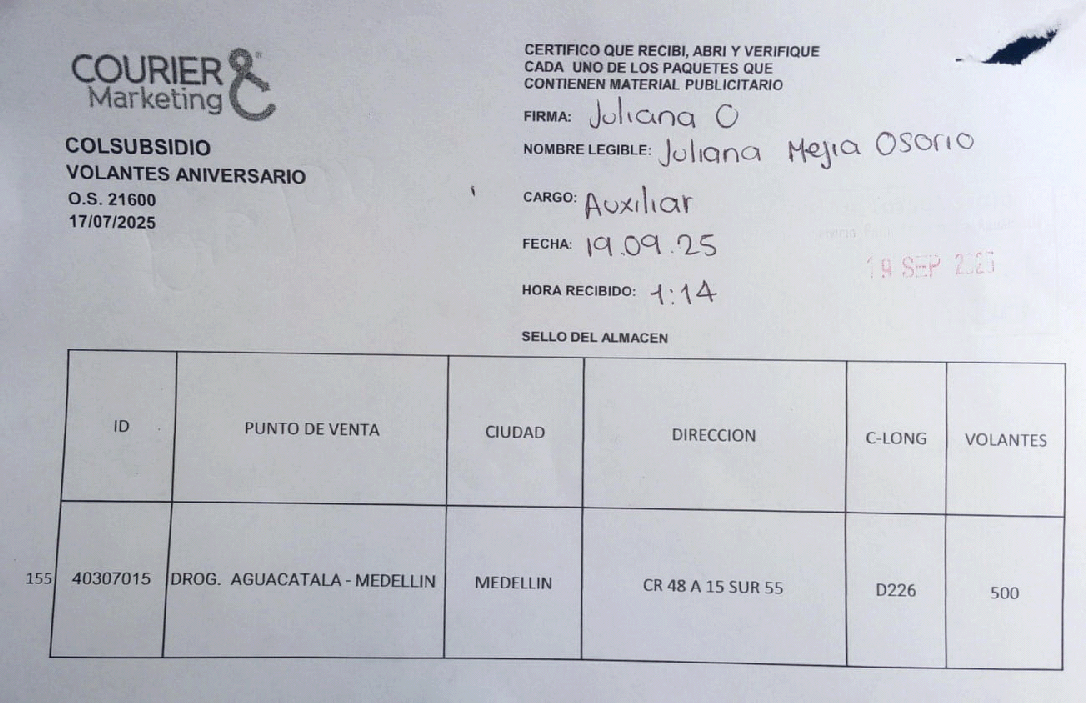 COURIER
Marketing
COLSUBSIDIO
VOLANTES ANIVERSARIO
O.S. 21600
17/07/2025
CERTIFICO QUE RECIBI, ABRI Y VERIFIQUE
CADA UNO DE LOS PAQUETES QUE
CONTIENEN MATERIAL PUBLICITARIO
FIRMA: Juliana O
NOMBRE LEGIBLE: Juliana Mejia Osorio
CARGO: Auxiliar
FECHA: 19.09.25
HORA RECIBIDO: 1:14
19 SEP 2025
SELLO DEL ALMACEN
ID PUNTO DE VENTA CIUDAD DIRECCION C-LONG VOLANTES
155 40307015 DROG. AGUACATALA - MEDELLIN MEDELLIN CR 48 A 15 SUR 55 D226 500